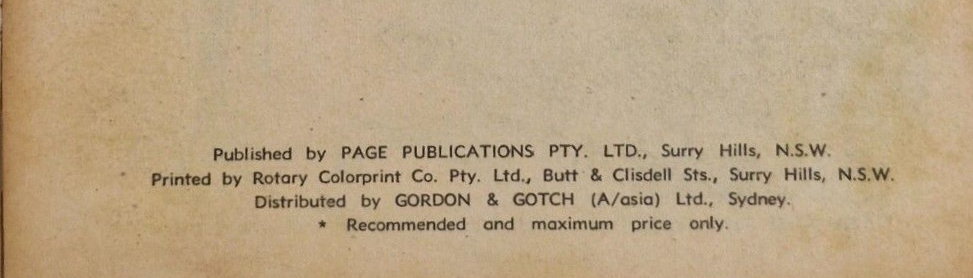 Published by PAGE PUBLICATIONS PTY. LTD., Surry Hills, N.S.W.
Printed by Rotary Colorprint Co. Pty. Ltd., Butt & Clisdell Sts., Surry Hills, N.S.W.
Distributed by GORDON & GOTCH (A/asia) Ltd., Sydney.
* Recommended and maximum price only.